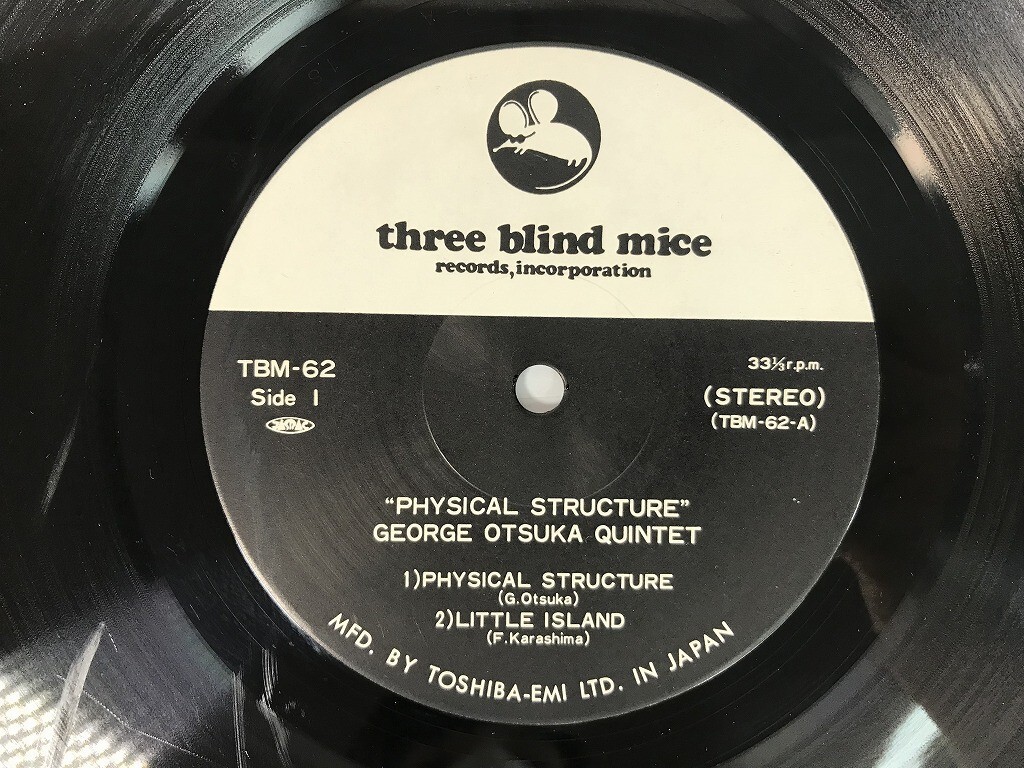 three blind mice
records, incorporation
TBM-62
Side 1
33⅓ r.p.m.
(STEREO)
(TBM-62-A)
"PHYSICAL STRUCTURE"
GEORGE OTSUKA QUINTET
1)PHYSICAL STRUCTURE
(G.Otsuka)
2)LITTLE ISLAND
(F.Karashima)
MFD. BY TOSHIBA-EMI LTD. IN JAPAN